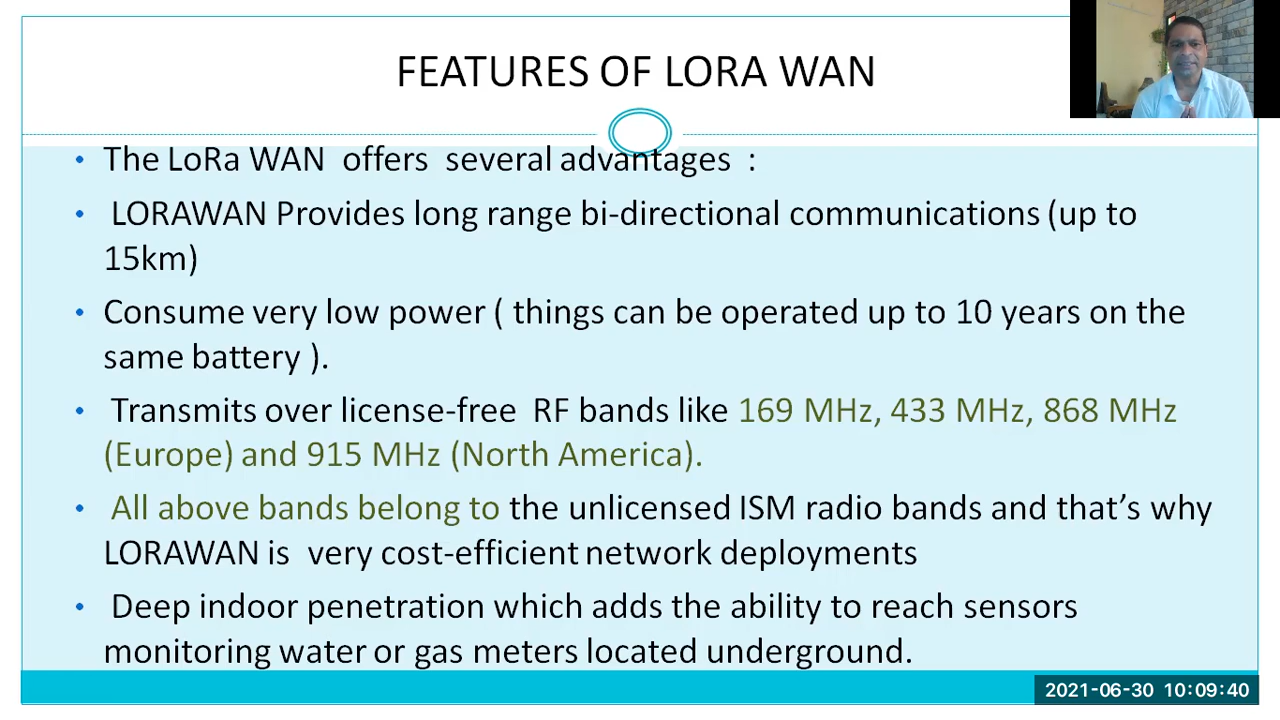 FEATURES OF LORA WAN
• The LoRa WAN offers several advantages :
• LORAWAN Provides long range bi-directional communications (up to
15km)
• Consume very low power ( things can be operated up to 10 years on the
same battery ).
• Transmits over license-free RF bands like 169 MHz, 433 MHz, 868 MHz
(Europe) and 915 MHz (North America).
• All above bands belong to the unlicensed ISM radio bands and that’s why
LORAWAN is very cost-efficient network deployments
• Deep indoor penetration which adds the ability to reach sensors
monitoring water or gas meters located underground.
2021-06-30 10:09:40